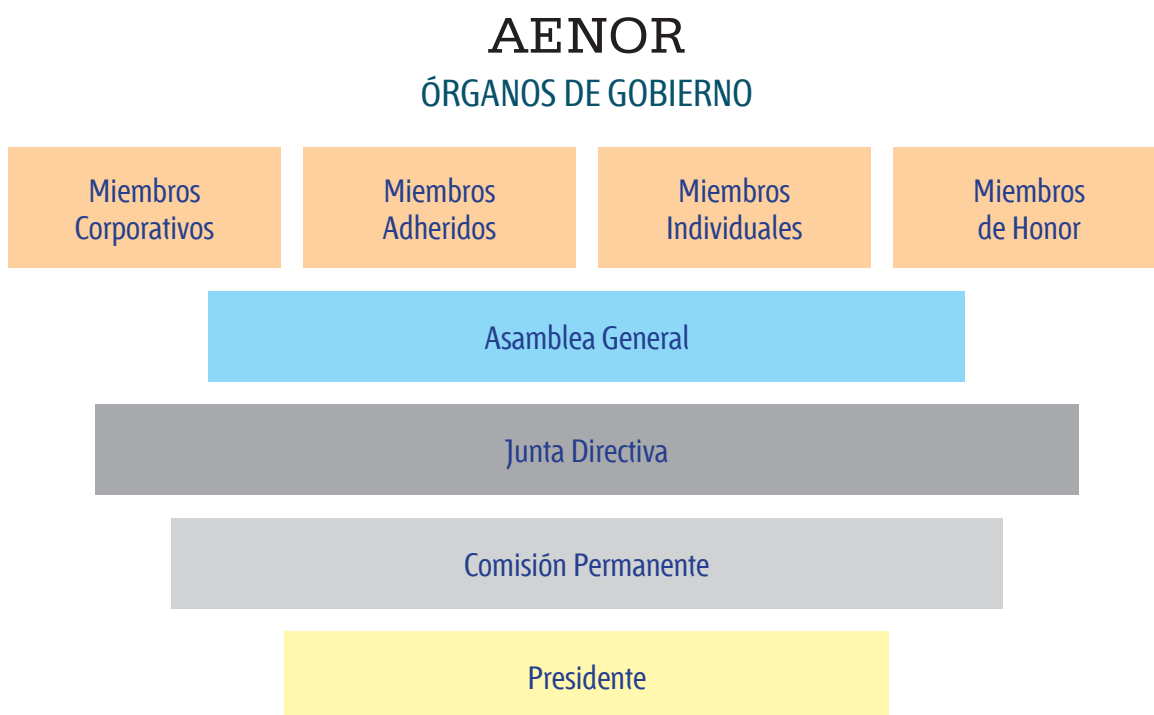 AENOR
ÓRGANOS DE GOBIERNO
Miembros
Corporativos
Miembros
Adheridos
Miembros
Individuales
Miembros
de Honor
Asamblea General
Junta Directiva
Comisión Permanente
Presidente